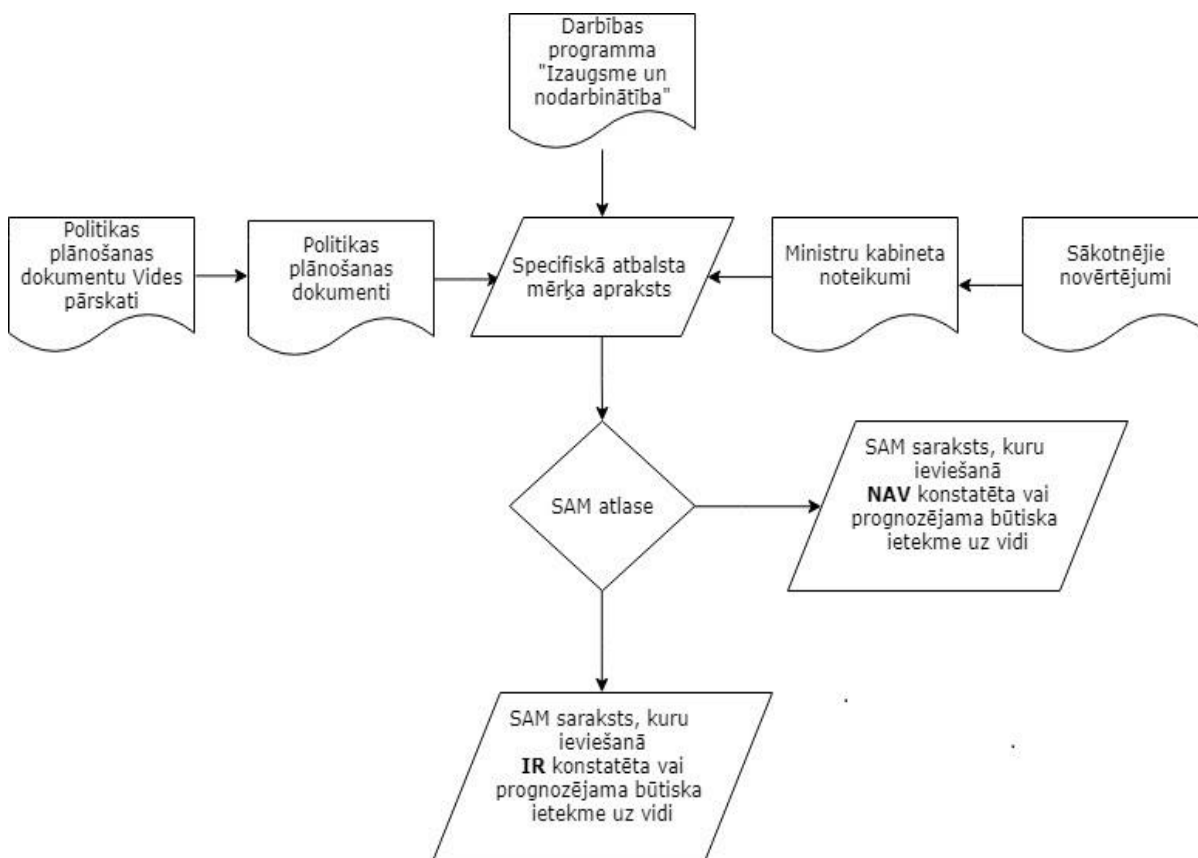 Darbības
programma
"Izaugsme un
nodarbinātība"
Politikas
plānošanas
dokumentu Vides
pārskati
Politikas
plānošanas
dokumenti
Specifiskā atbalsta
mērķa apraksts
Ministru kabineta
noteikumi
Sākotnējie
novērtējumi
SAM atlase
SAM saraksts, kuru
ieviešanā
NAV konstatēta vai
prognozējama būtiska
ietekme uz vidi
SAM saraksts, kuru
ieviešanā
IR konstatēta vai
prognozējama būtiska
ietekme uz vidi